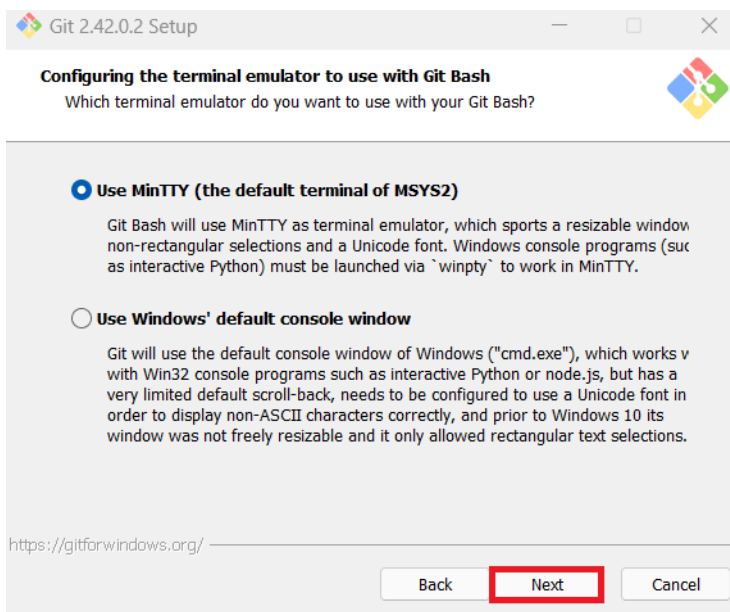 Git 2.42.0.2 Setup
Configuring the terminal emulator to use with Git Bash
Which terminal emulator do you want to use with your Git Bash?
Use MinTTY (the default terminal of MSYS2)
Git Bash will use MinTTY as terminal emulator, which sports a resizable window
non-rectangular selections and a Unicode font. Windows console programs (suc
as interactive Python) must be launched via `winpty` to work in MinTTY.
Use Windows' default console window
Git will use the default console window of Windows ("cmd.exe"), which works
with Win32 console programs such as interactive Python or node.js, but has a
very limited default scroll-back, needs to be configured to use a Unicode font in
order to display non-ASCII characters correctly, and prior to Windows 10 its
window was not freely resizable and it only allowed rectangular text selections.
https://gitforwindows.org/
Back Next Cancel